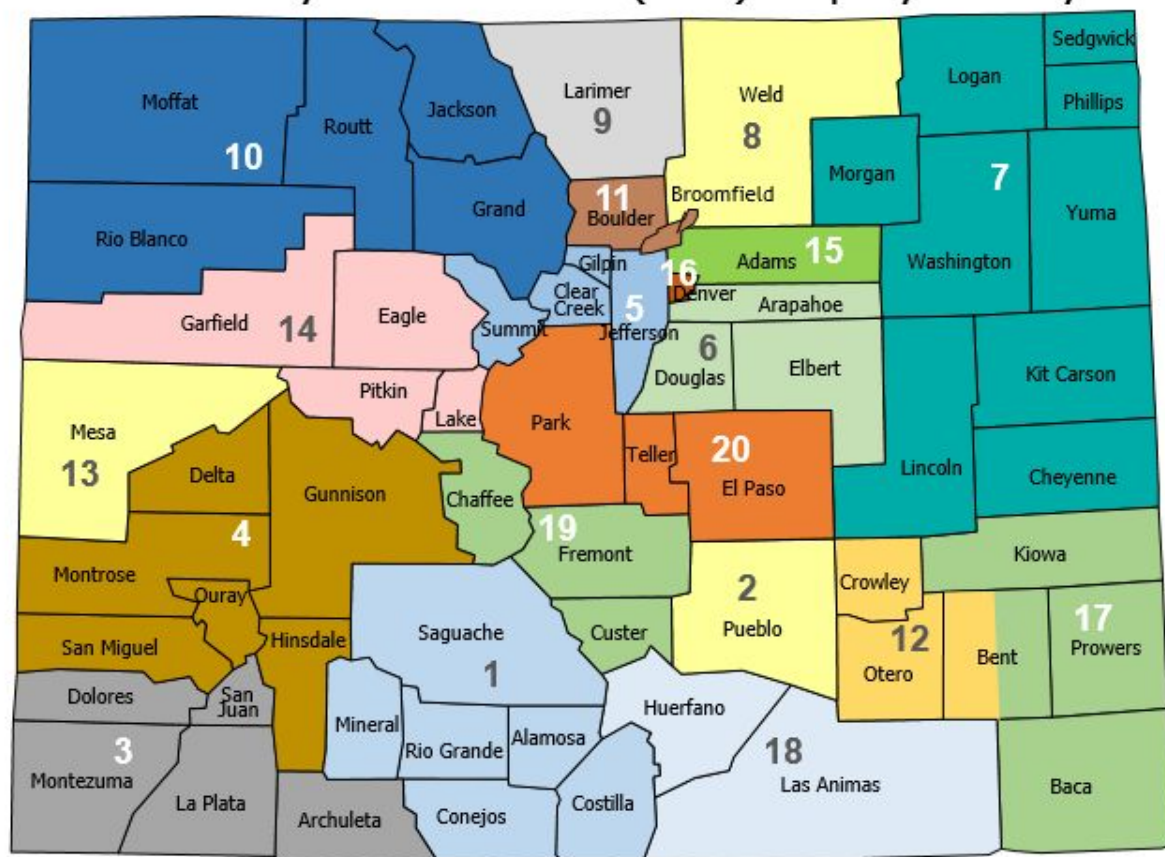 Sedgwick
Logan
Larimer
Weld
Moffat
Jackson
Phillips
9
Routt
8
10
Morgan
7
11
Broomfield
Grand
Boulder
Yuma
Rio Blanco
15
Gilpin
Adams
Washington
16
Clear
Creek
Denver
5
Arapahoe
Garfield
14
Eagle
Summit
Jefferson
6
Elbert
Kit Carson
Douglas
Pitkin
Lake
Park
Mesa
20
Teller
13
Delta
Lincoln
Cheyenne
Gunnison
El Paso
Chaffee
4
19
Fremont
Kiowa
Montrose
Crowley
2
Ouray
17
Pueblo
12
Hinsdale
Saguache
Custer
San Miguel
Prowers
Bent
1
Otero
Dolores
San
Juan
Huerfano
Mineral
Alamosa
3
Rio Grande
18
Montezuma
Las Animas
Baca
La Plata
Costilla
Archuleta
Conejos